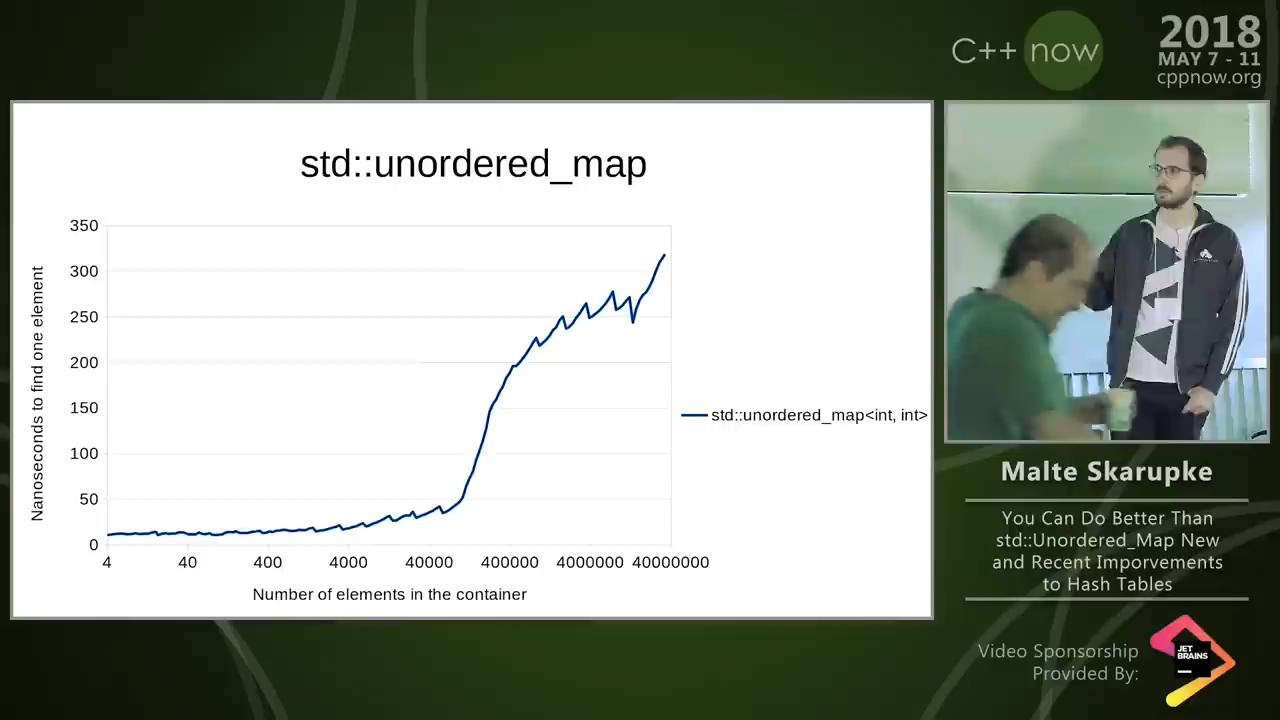 C++ now
2018
MAY 7 - 11
cppnow.org
std::unordered_map
350
300
250
200
150
100
50
0
Nanoseconds to find one element
4 40 400 4000 40000 400000 4000000 40000000
Number of elements in the container
std::unordered_map<int, int>
Malte Skarupke
You Can Do Better Than
std::Unordered_Map New
and Recent Imporvements
to Hash Tables
Video Sponsorship
Provided By:
JET
BRAINS